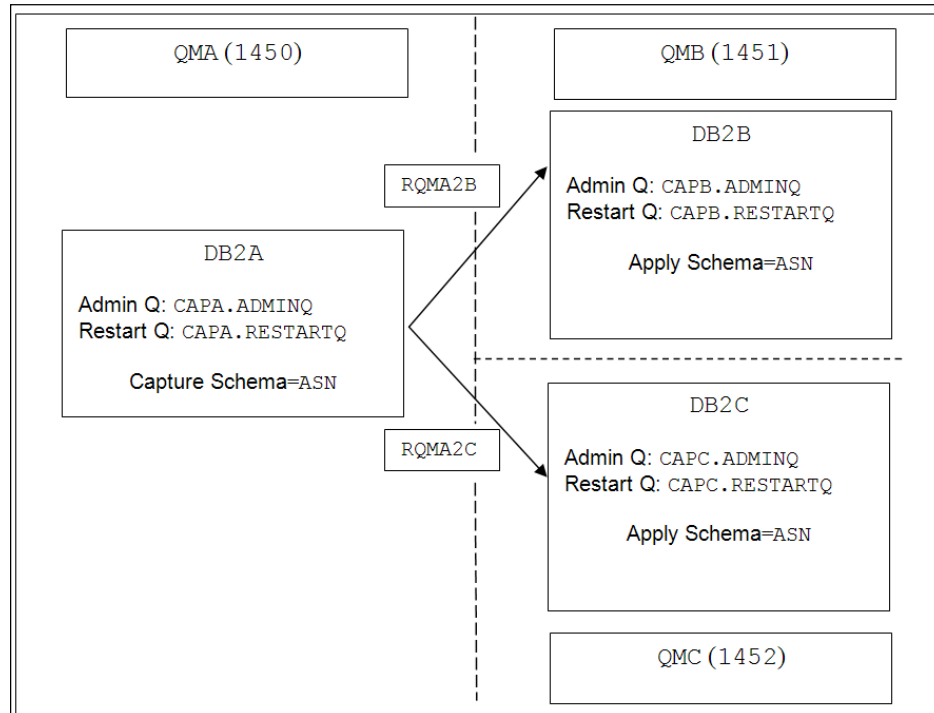 QMA(1450)
QMB(1451)
DB2B
Admin Q: CAPB.ADMINQ
Restart Q: CAPB.RESTARTQ
Apply Schema=ASN
RQMA2B
DB2A
Admin Q: CAPA.ADMINQ
Restart Q: CAPA.RESTARTQ
Capture Schema=ASN
RQMA2C
DB2C
Admin Q: CAPC.ADMINQ
Restart Q: CAPC.RESTARTQ
Apply Schema=ASN
QMC(1452)